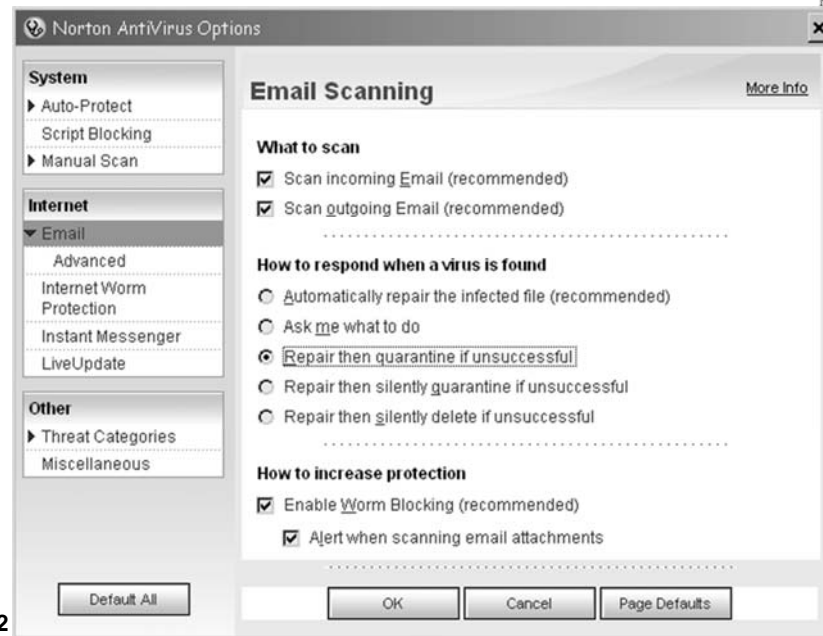 Norton AntiVirus Options
System
Auto-Protect
Script Blocking
Manual Scan
Internet
Email
Advanced
Internet Worm
Protection
Instant Messenger
LiveUpdate
Other
Threat Categories
Miscellaneous
Default All
Email Scanning
More Info
What to scan
Scan incoming Email (recommended)
Scan outgoing Email (recommended)
How to respond when a virus is found
Automatically repair the infected file (recommended)
Ask me what to do
Repair then quarantine if unsuccessful
Repair then silently quarantine if unsuccessful
Repair then silently delete if unsuccessful
How to increase protection
Enable Worm Blocking (recommended)
Alert when scanning email attachments
OK
Cancel
Page Defaults
2